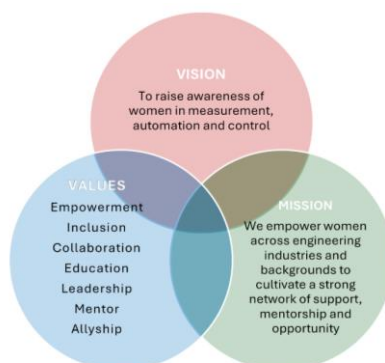 VISION
To raise awareness of
women in measurement,
automation and control
VALUES
Empowerment
Inclusion
Collaboration
Education
Leadership
Mentor
Allyship
MISSION
We empower women
across engineering
industries and
backgrounds to
cultivate a strong
network of support,
mentorship and
opportunity